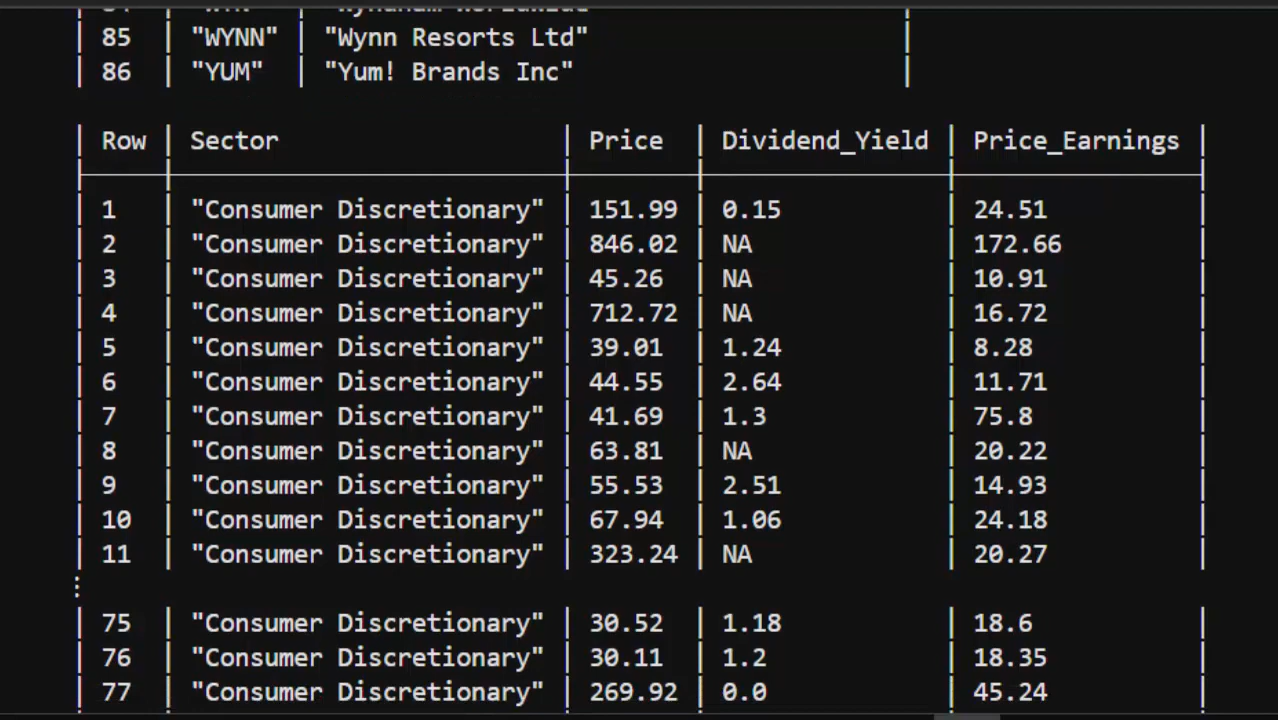 | 85 | "WYNN" | "Wynn Resorts Ltd" |
| 86 | "YUM" | "Yum! Brands Inc" |
| Row | Sector | Price | Dividend_Yield | Price_Earnings |
| 1 | "Consumer Discretionary" | 151.99 | 0.15 | 24.51 |
| 2 | "Consumer Discretionary" | 846.02 | NA | 172.66 |
| 3 | "Consumer Discretionary" | 45.26 | NA | 10.91 |
| 4 | "Consumer Discretionary" | 712.72 | NA | 16.72 |
| 5 | "Consumer Discretionary" | 39.01 | 1.24 | 8.28 |
| 6 | "Consumer Discretionary" | 44.55 | 2.64 | 11.71 |
| 7 | "Consumer Discretionary" | 41.69 | 1.3 | 75.8 |
| 8 | "Consumer Discretionary" | 63.81 | NA | 20.22 |
| 9 | "Consumer Discretionary" | 55.53 | 2.51 | 14.93 |
| 10 | "Consumer Discretionary" | 67.94 | 1.06 | 24.18 |
| 11 | "Consumer Discretionary" | 323.24 | NA | 20.27 |
⋮
| 75 | "Consumer Discretionary" | 30.52 | 1.18 | 18.6 |
| 76 | "Consumer Discretionary" | 30.11 | 1.2 | 18.35 |
| 77 | "Consumer Discretionary" | 269.92 | 0.0 | 45.24 |